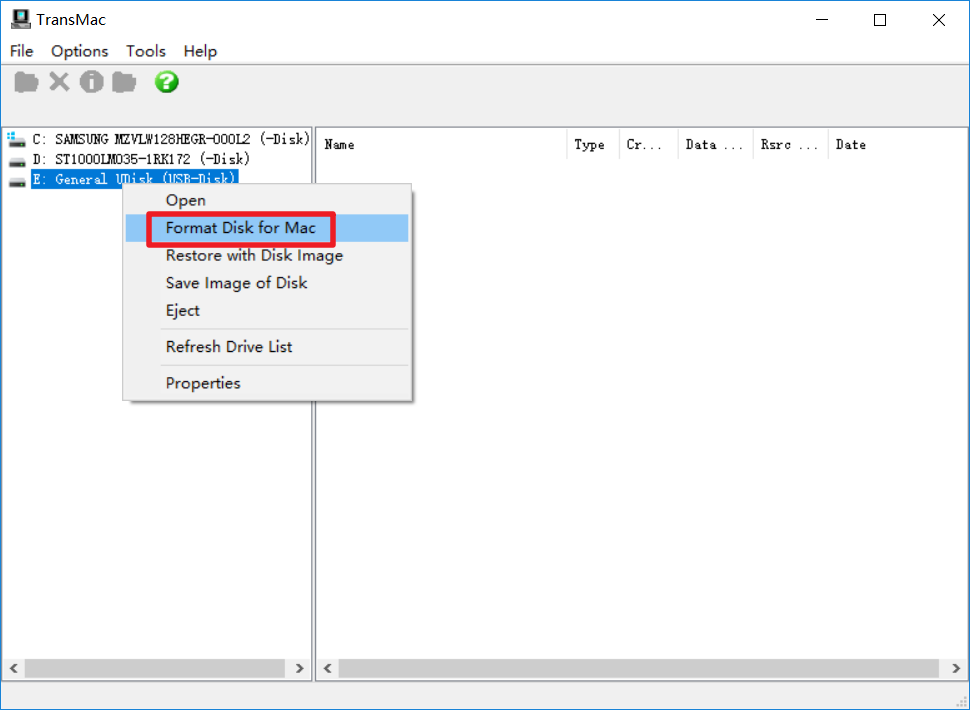 TransMac
File Options Tools Help
C: SAMSUNG MZVLW128HEGR-000L2 (-Disk)
D: ST1000LM035-1RK172 (-Disk)
E: General UDisk (USB-Disk)
Name Type Cr... Data ... Rsrc ... Date
Open
Format Disk for Mac
Restore with Disk Image
Save Image of Disk
Eject
Refresh Drive List
Properties